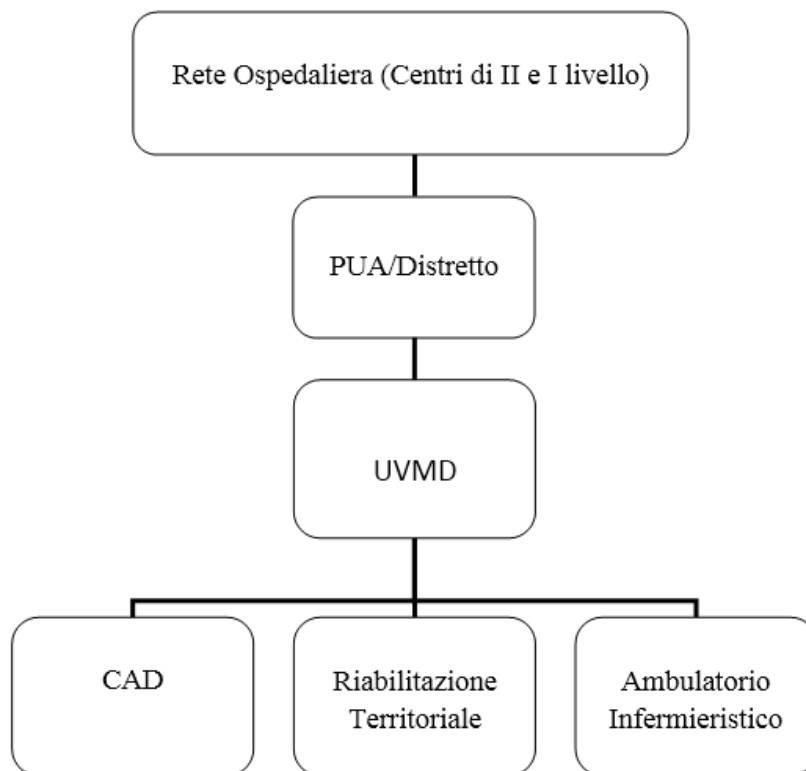 Rete Ospedaliera (Centri di II e I livello)
PUA/Distretto
UVMD
CAD
Riabilitazione
Territoriale
Ambulatorio
Infermieristico